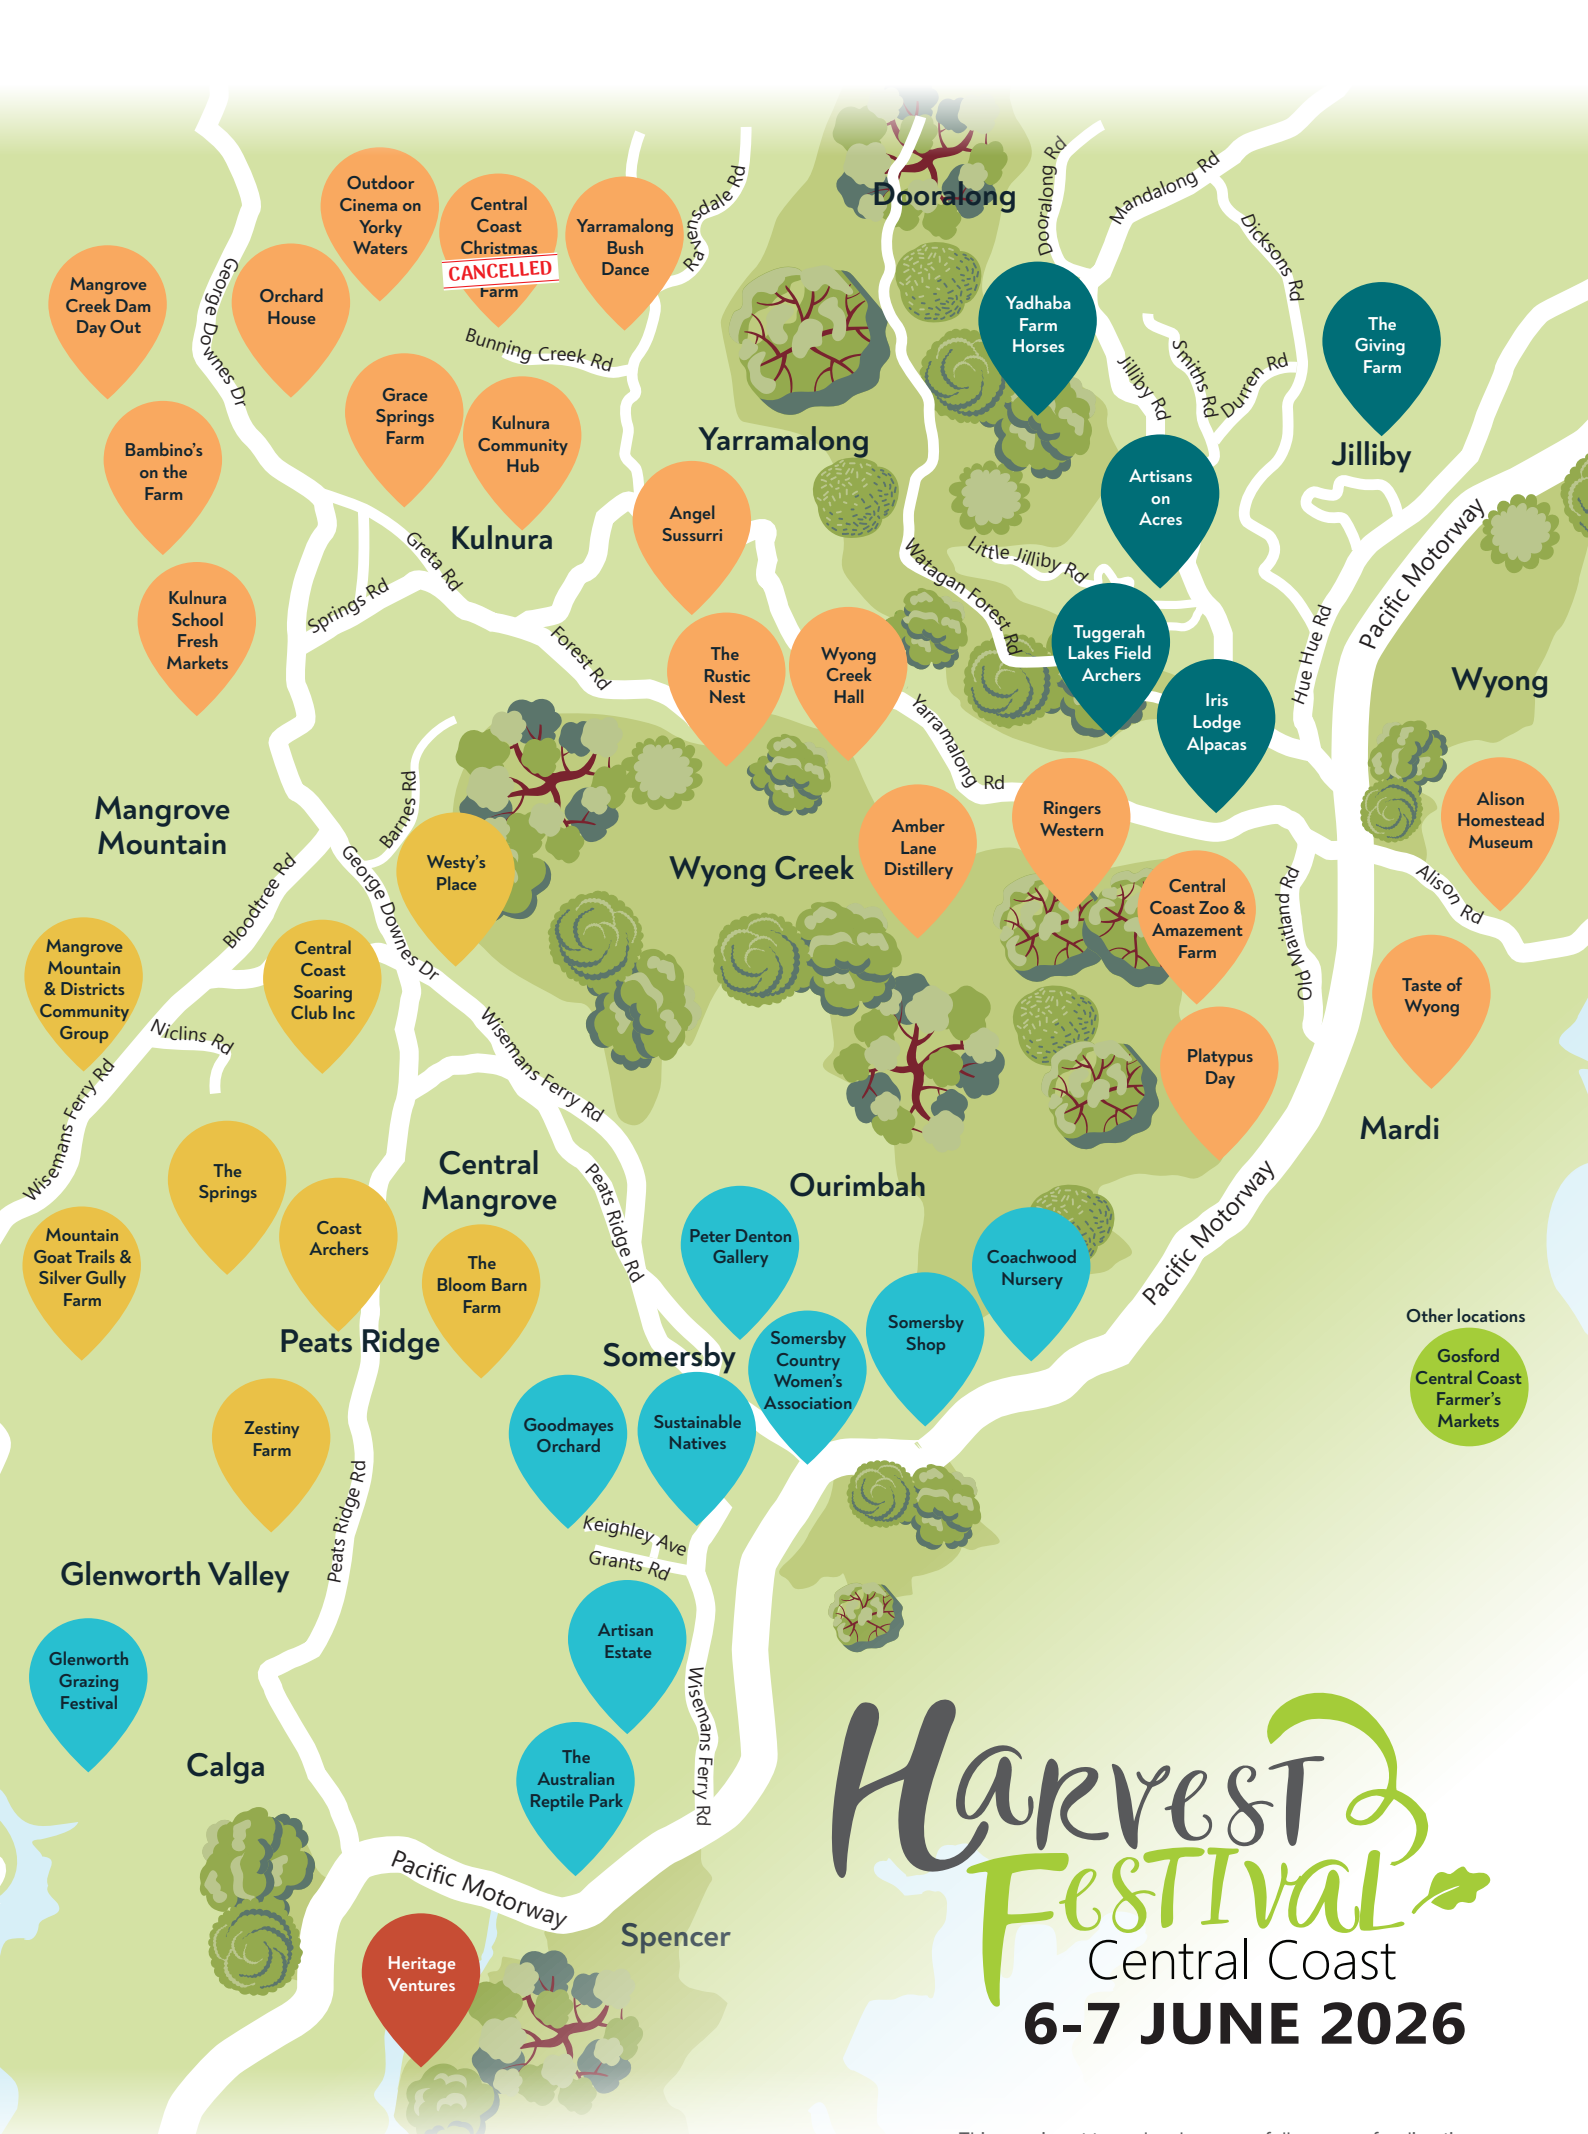 Dooralong
Dooralong Rd
Mandalong Rd
Dicksons Rd
Ravensdale Rd
Outdoor
Cinema on
Yorky
Waters
Central
Coast
Christmas
CANCELLED
Farm
Yarramalong
Bush
Dance
Mangrove
Creek Dam
Day Out
George Downes Dr
Orchard
House
Bunning Creek Rd
Yadhaba
Farm
Horses
The
Giving
Farm
Smiths Rd
Durren Rd
Jilliby Rd
Grace
Springs
Farm
Kulnura
Community
Hub
Yarramalong
Jilliby
Bambino's
on the
Farm
Artisans
on
Acres
Angel
Sussurri
Kulnura
Greta Rd
Springs Rd
Watagan Forest Rd
Little Jilliby Rd
Pacific Motorway
Kulnura
School
Fresh
Markets
Forest Rd
The
Rustic
Nest
Wyong
Creek
Hall
Tuggerah
Lakes Field
Archers
Hue Hue Rd
Wyong
Iris
Lodge
Alpacas
Yarramalong Rd
Mangrove
Mountain
Barnes Rd
Amber
Lane
Distillery
Ringers
Western
Alison
Homestead
Museum
Westy's
Place
Wyong Creek
George Downes Dr
Bloodtree Rd
Central
Coast Zoo &
Amazement
Farm
Old Maitland Rd
Alison Rd
Mangrove
Mountain
& Districts
Community
Group
Central
Coast
Soaring
Club Inc
Taste of
Wyong
Niclins Rd
Wisemans Ferry Rd
Platypus
Day
Wisemans Ferry Rd
Mardi
The
Springs
Central
Mangrove
Peats Ridge Rd
Ourimbah
Pacific Motorway
Coast
Archers
Mountain
Goat Trails &
Silver Gully
Farm
The
Bloom Barn
Farm
Peter Denton
Gallery
Coachwood
Nursery
Somersby
Shop
Other locations
Gosford
Central Coast
Farmer's
Markets
Peats Ridge
Somersby
Somersby
Country
Women's
Association
Zestiny
Farm
Goodmayes
Orchard
Sustainable
Natives
Peats Ridge Rd
Keighley Ave
Grants Rd
Glenworth Valley
Artisan
Estate
Glenworth
Grazing
Festival
Wisemans Ferry Rd
Calga
The
Australian
Reptile Park
Pacific Motorway
Spencer
Heritage
Ventures
Harvest
Festival
Central Coast
6-7 JUNE 2026